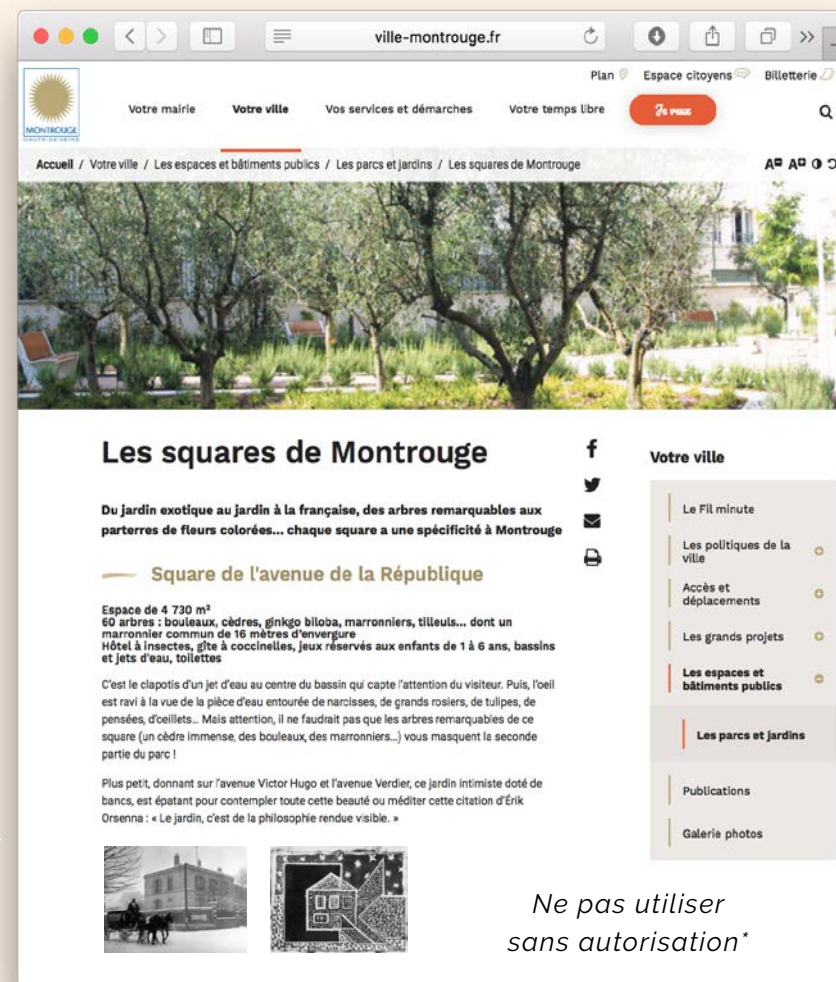 ville-montrouge.fr
Plan Espace citoyens Billetterie
MONTROUGE
HAUTS-DE-SEINE
Votre mairie Votre ville Vos services et démarches Votre temps libre Je veux
Accueil / Votre ville / Les espaces et bâtiments publics / Les parcs et jardins / Les squares de Montrouge
Les squares de Montrouge
Du jardin exotique au jardin à la française, des arbres remarquables aux
parterres de fleurs colorées... chaque square a une spécificité à Montrouge
Square de l'avenue de la République
Espace de 4 730 m²
60 arbres : bouleaux, cèdres, ginkgo biloba, marronniers, tilleuls... dont un
marronnier commun de 16 mètres d'envergure
Hôtel à insectes, gîte à coccinelles, jeux réservés aux enfants de 1 à 6 ans, bassins
et jets d'eau, toilettes
C'est le clapotis d'un jet d'eau au centre du bassin qui capte l'attention du visiteur. Puis, l'oeil
est ravi à la vue de la pièce d'eau entourée de narcisses, de grands rosiers, de tulipes, de
pensées, d'oeillets... Mais attention, il ne faudrait pas que les arbres remarquables de ce
square (un cèdre immense, des bouleaux, des marronniers...) vous masquent la seconde
partie du parc !
Plus petit, donnant sur l'avenue Victor Hugo et l'avenue Verdier, ce jardin intimiste doté de
bancs, est épatant pour contempler toute cette beauté ou méditer cette citation d'Érik
Orsenna : « Le jardin, c'est de la philosophie rendue visible. »
Votre ville
Le Fil minute
Les politiques de la
ville
Accès et
déplacements
Les grands projets
Les espaces et
bâtiments publics
Les parcs et jardins
Publications
Galerie photos
Ne pas utiliser
sans autorisation*